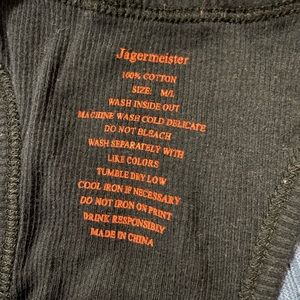 Jagermeister
100% COTTON
SIZE: M/L
WASH INSIDE OUT
MACHINE WASH COLD DELICATE
DO NOT BLEACH
WASH SEPARATELY WITH
LIKE COLORS
TUMBLE DRY LOW
COOL IRON IF NECESSARY
DO NOT IRON ON PRINT
DRINK RESPONSIBLY
MADE IN CHINA